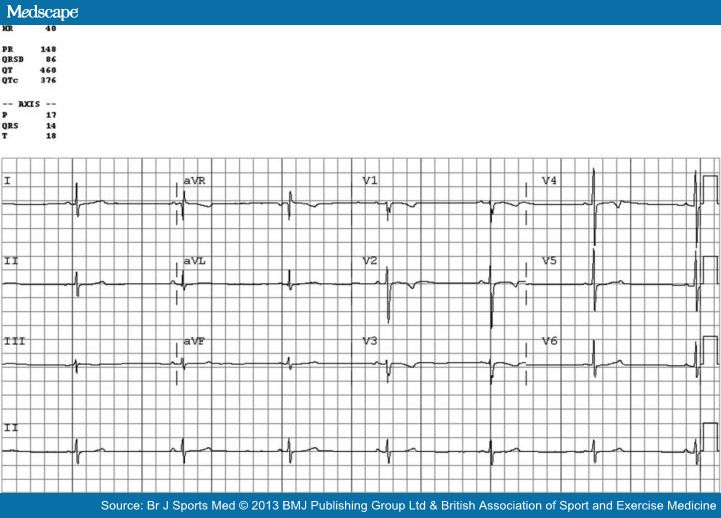 Medscape
HR 40
PR 148
QRSD 86
QT 460
QTc 376
-- AXIS --
P 17
QRS 14
T 18
I aVR V1 V4
II aVL V2 V5
III aVF V3 V6
II
Source: Br J Sports Med © 2013 BMJ Publishing Group Ltd & British Association of Sport and Exercise Medicine